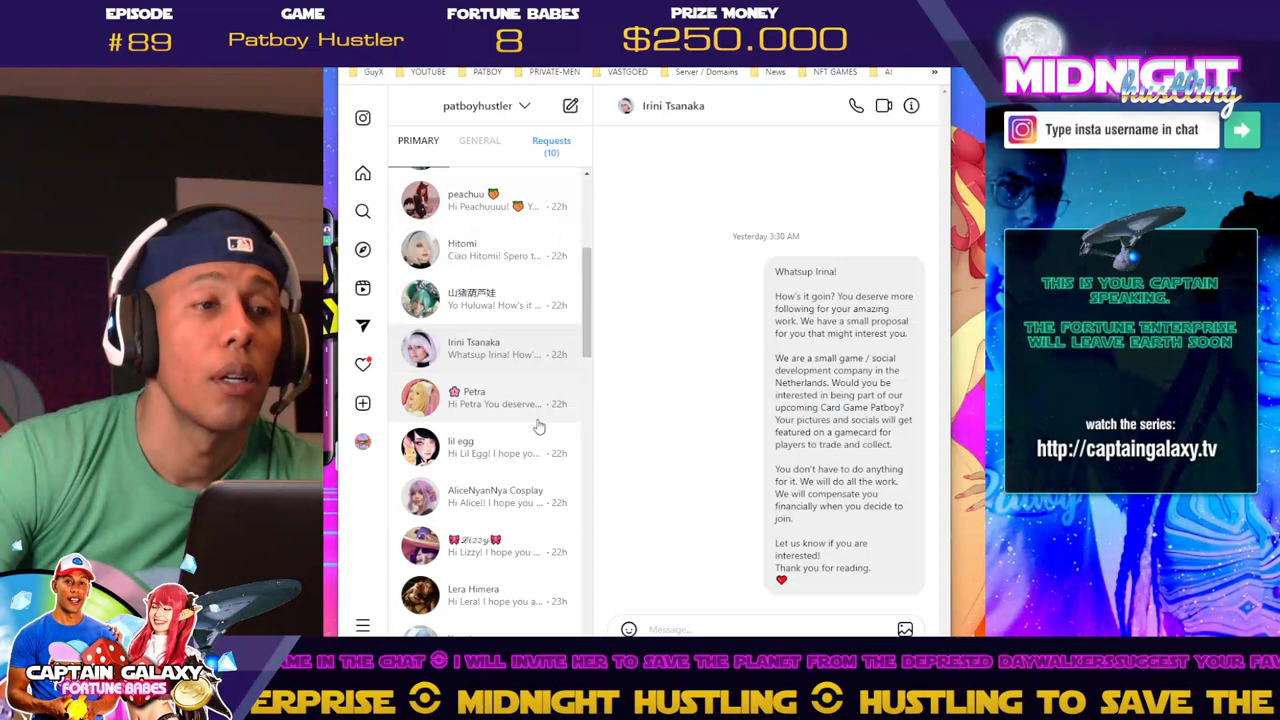 EPISODE
#89
GAME
Patboy Hustler
FORTUNE BABES
8
PRIZE MONEY
$250.000
MIDNIGHT
hustling
GuyX
YOUTUBE
PATBOY
PRIVATE-MEN
VASTGOED
Server / Domains
News
NFT GAMES
AI
»
patboyhustler
PRIMARY
GENERAL
Requests
(10)
peachuu 🍑
Hi Peachuuuu! 🍑 Y... · 22h
Hitomi
Ciao Hitomi! Spero t... · 22h
山猪葫芦娃
Yo Huluwa! How's it ... · 22h
Irini Tsanaka
Whatsup Irina! How'... · 22h
🌸 Petra
Hi Petra You deserve... · 22h
lil egg
Hi Lil Egg! I hope yo... · 22h
AliceNyanNya Cosplay
Hi Alice!! I hope you ... · 22h
🎀𝓛𝓲𝔃𝔃𝔂🎀
Hi Lizzy! I hope you ... · 22h
Lera Himera
Hi Lera! I hope you a... · 23h
Irini Tsanaka
Yesterday 3:30 AM
Whatsup Irina!
How's it goin? You deserve more
following for your amazing
work. We have a small proposal
for you that might interest you.
We are a small game / social
development company in the
Netherlands. Would you be
interested in being part of our
upcoming Card Game Patboy?
Your pictures and socials will get
featured on a gamecard for
players to trade and collect.
You don't have to do anything
for it. We will do all the work.
We will compensate you
financially when you decide to
join.
Let us know if you are
interested!
Thank you for reading.
❤️
Message...
Type insta username in chat
THIS IS YOUR CAPTAIN
SPEAKING.
THE FORTUNE ENTERPRISE
WILL LEAVE EARTH SOON
watch the series:
http://captaingalaxy.tv
CAPTAIN GALAXY
FORTUNE BABES
AME IN THE CHAT I WILL INVITE HER TO SAVE THE PLANET FROM THE DEPRESED DAYWALKERS SUGGEST YOUR FAV
ERPRISE MIDNIGHT HUSTLING HUSTLING TO SAVE THE